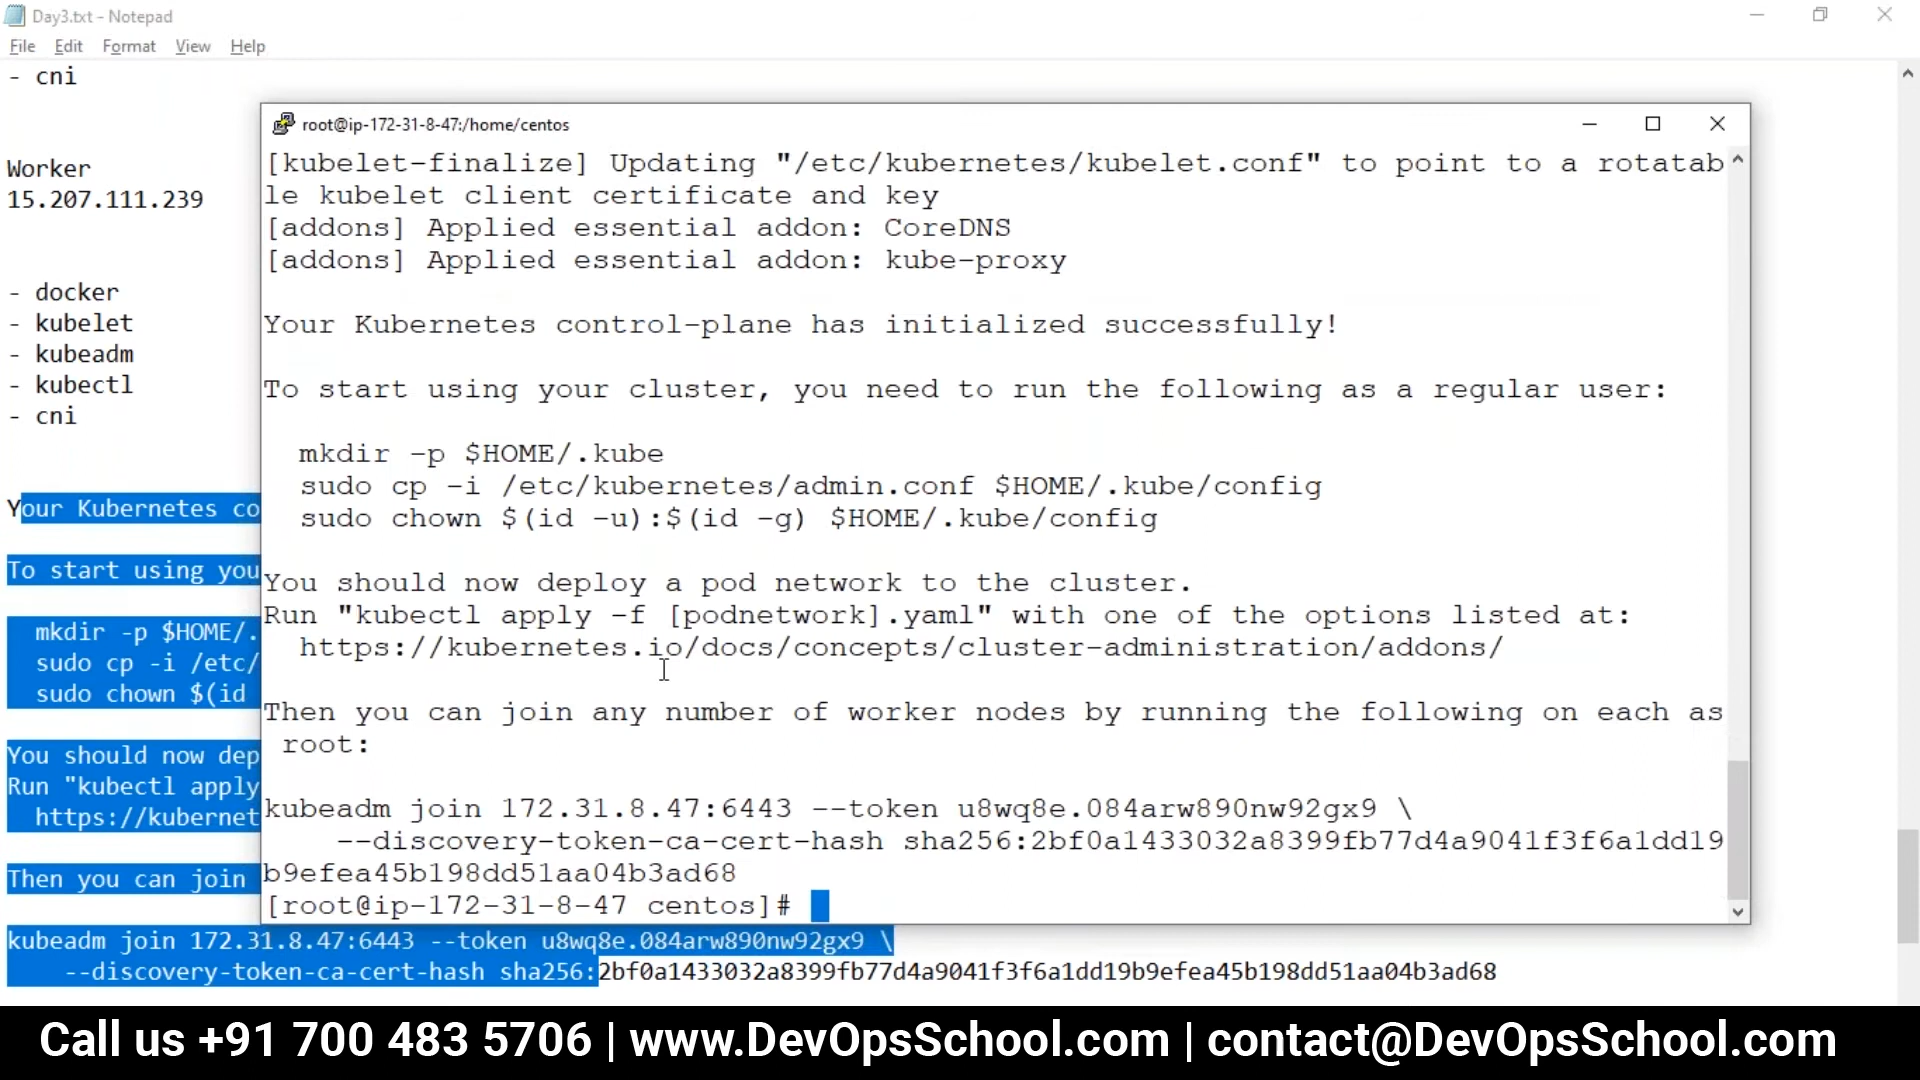 Day3.txt - Notepad
File Edit Format View Help
- cni
Worker
15.207.111.239
- docker
- kubelet
- kubeadm
- kubectl
- cni
Your Kubernetes co
To start using you
mkdir -p $HOME/.
sudo cp -i /etc/
sudo chown $(id
You should now dep
Run "kubectl apply
https://kubernet
Then you can join
kubeadm join 172.31.8.47:6443 --token u8wq8e.084arw890nw92gx9 \
--discovery-token-ca-cert-hash sha256:2bf0a1433032a8399fb77d4a9041f3f6a1dd19b9efea45b198dd51aa04b3ad68
root@ip-172-31-8-47:/home/centos
[kubelet-finalize] Updating "/etc/kubernetes/kubelet.conf" to point to a rotatab
le kubelet client certificate and key
[addons] Applied essential addon: CoreDNS
[addons] Applied essential addon: kube-proxy
Your Kubernetes control-plane has initialized successfully!
To start using your cluster, you need to run the following as a regular user:
mkdir -p $HOME/.kube
sudo cp -i /etc/kubernetes/admin.conf $HOME/.kube/config
sudo chown $(id -u):$(id -g) $HOME/.kube/config
You should now deploy a pod network to the cluster.
Run "kubectl apply -f [podnetwork].yaml" with one of the options listed at:
https://kubernetes.io/docs/concepts/cluster-administration/addons/
Then you can join any number of worker nodes by running the following on each as
root:
kubeadm join 172.31.8.47:6443 --token u8wq8e.084arw890nw92gx9 \
--discovery-token-ca-cert-hash sha256:2bf0a1433032a8399fb77d4a9041f3f6a1dd19
b9efea45b198dd51aa04b3ad68
[root@ip-172-31-8-47 centos]#
Call us +91 700 483 5706 | www.DevOpsSchool.com | contact@DevOpsSchool.com